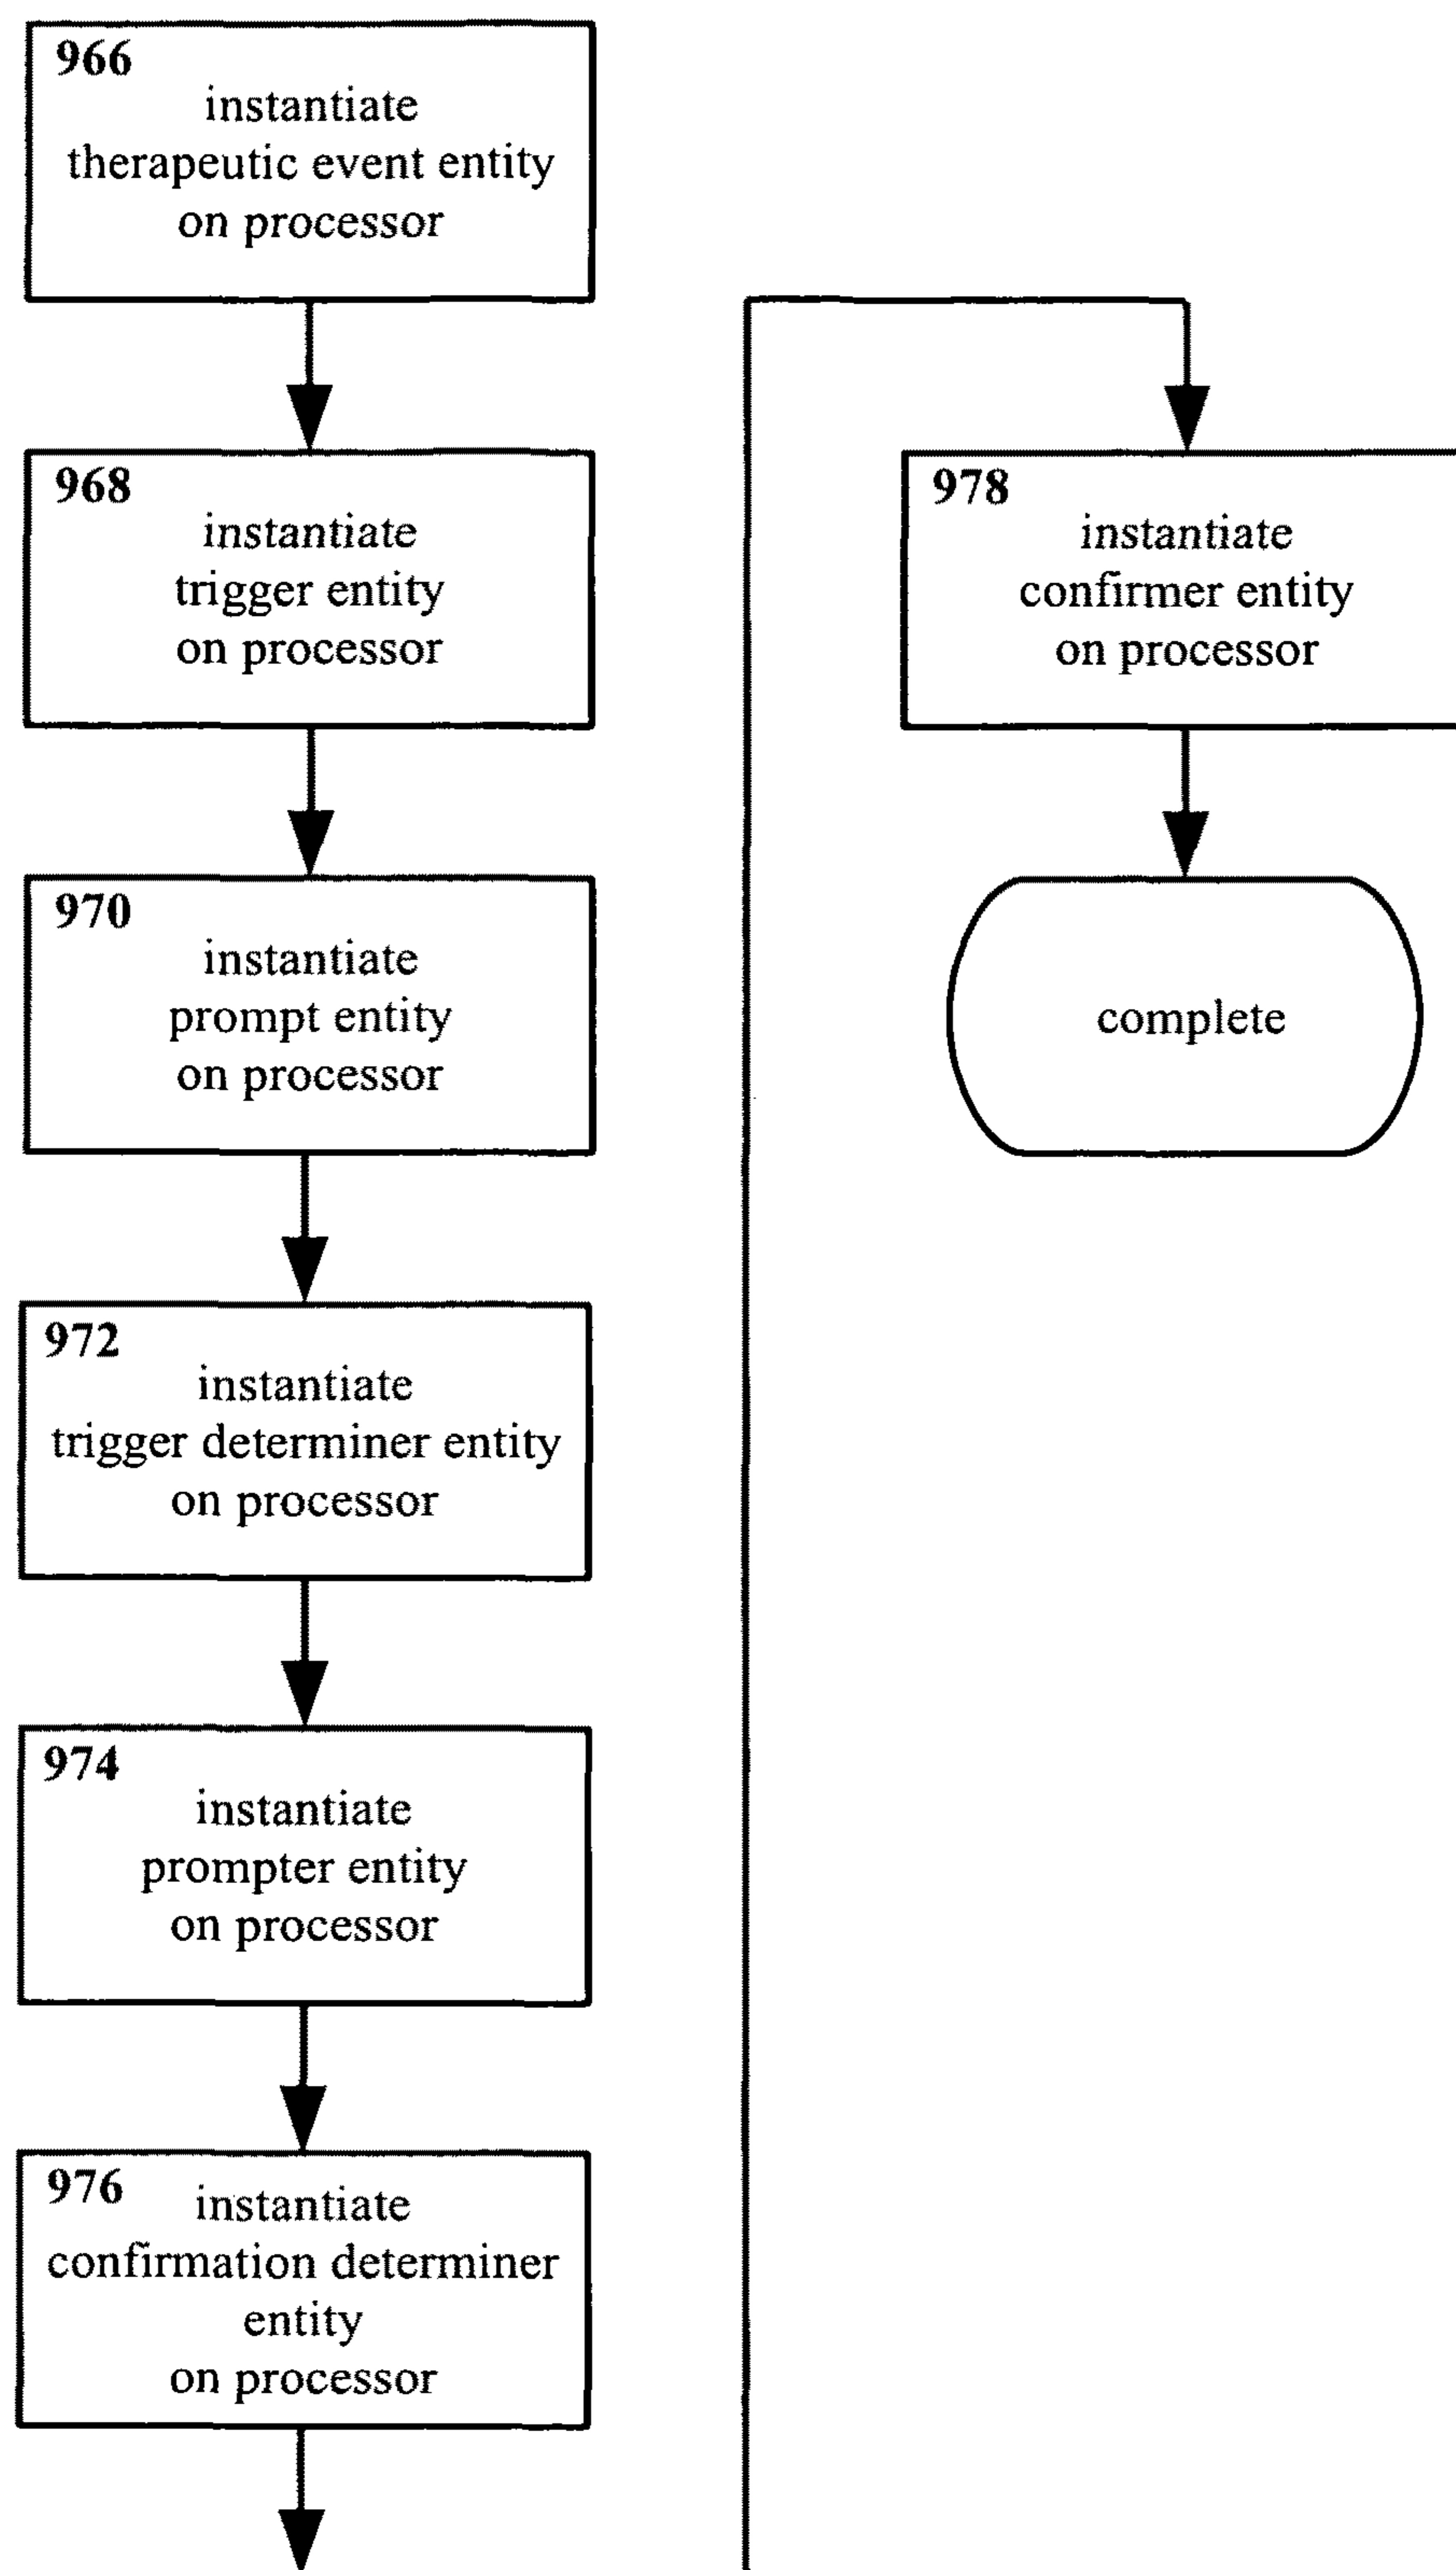 966
instantiate
therapeutic event entity
on processor
968
instantiate
trigger entity
on processor
970
instantiate
prompt entity
on processor
972
instantiate
trigger determiner entity
on processor
974
instantiate
prompter entity
on processor
976
instantiate
confirmation determiner
entity
on processor
978
instantiate
confirmer entity
on processor
complete